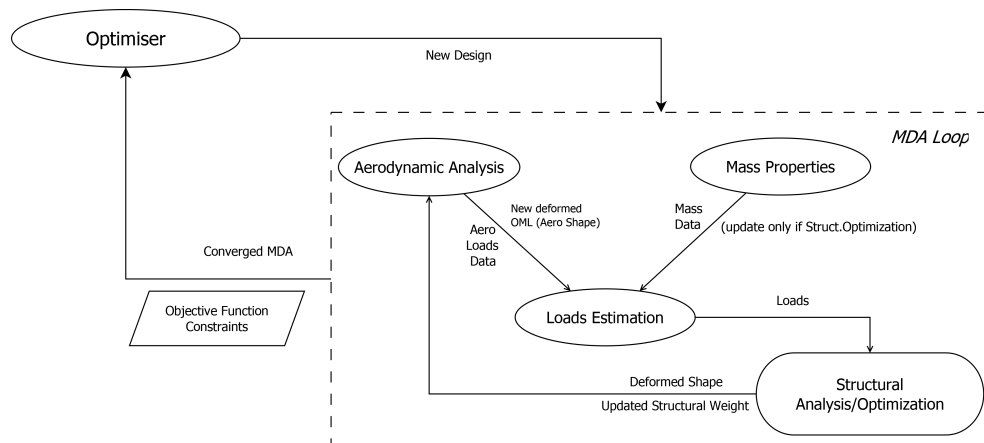 Optimiser
New Design
MDA Loop
Aerodynamic Analysis
Mass Properties
New deformed
OML (Aero Shape)
Aero
Loads
Data
Mass
Data
(update only if Struct.Optimization)
Converged MDA
Objective Function
Constraints
Loads Estimation
Loads
Deformed Shape
Updated Structural Weight
Structural
Analysis/Optimization